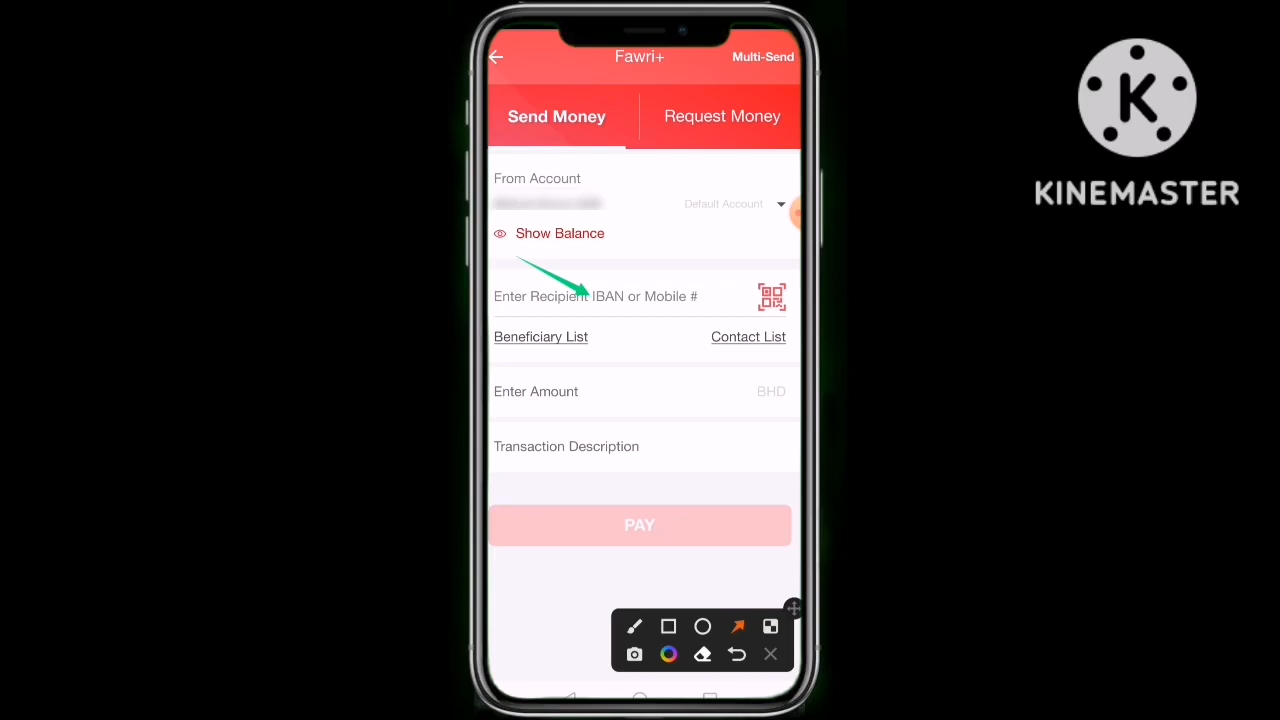 Fawri+
Multi-Send
Send Money
Request Money
From Account
Default Account
Show Balance
Enter Recipient IBAN or Mobile #
Beneficiary List
Contact List
Enter Amount
BHD
Transaction Description
PAY
K
KINEMASTER